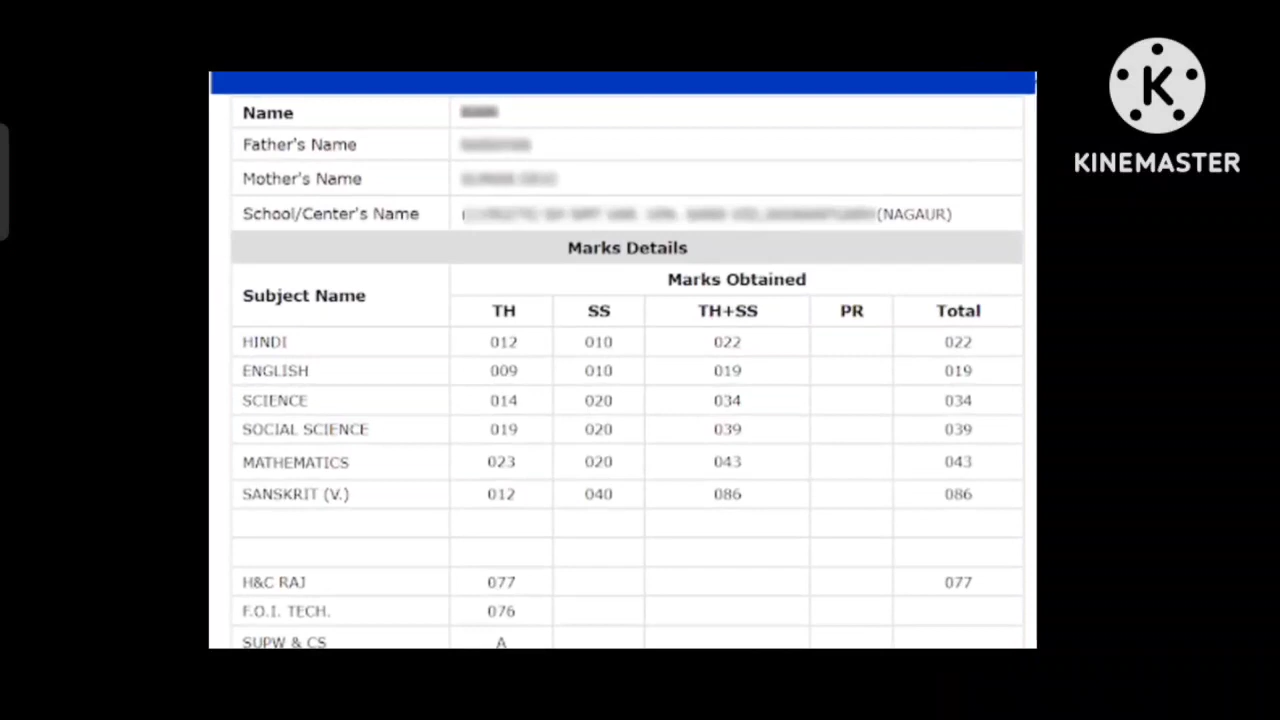 KINEMASTER
Name
Father's Name
Mother's Name
School/Center's Name (NAGAUR)
Marks Details
Subject Name Marks Obtained
TH SS TH+SS PR Total
HINDI 012 010 022 022
ENGLISH 009 010 019 019
SCIENCE 014 020 034 034
SOCIAL SCIENCE 019 020 039 039
MATHEMATICS 023 020 043 043
SANSKRIT (V.) 012 040 086 086
H&C RAJ 077 077
F.O.I. TECH. 076
SUPW & CS A